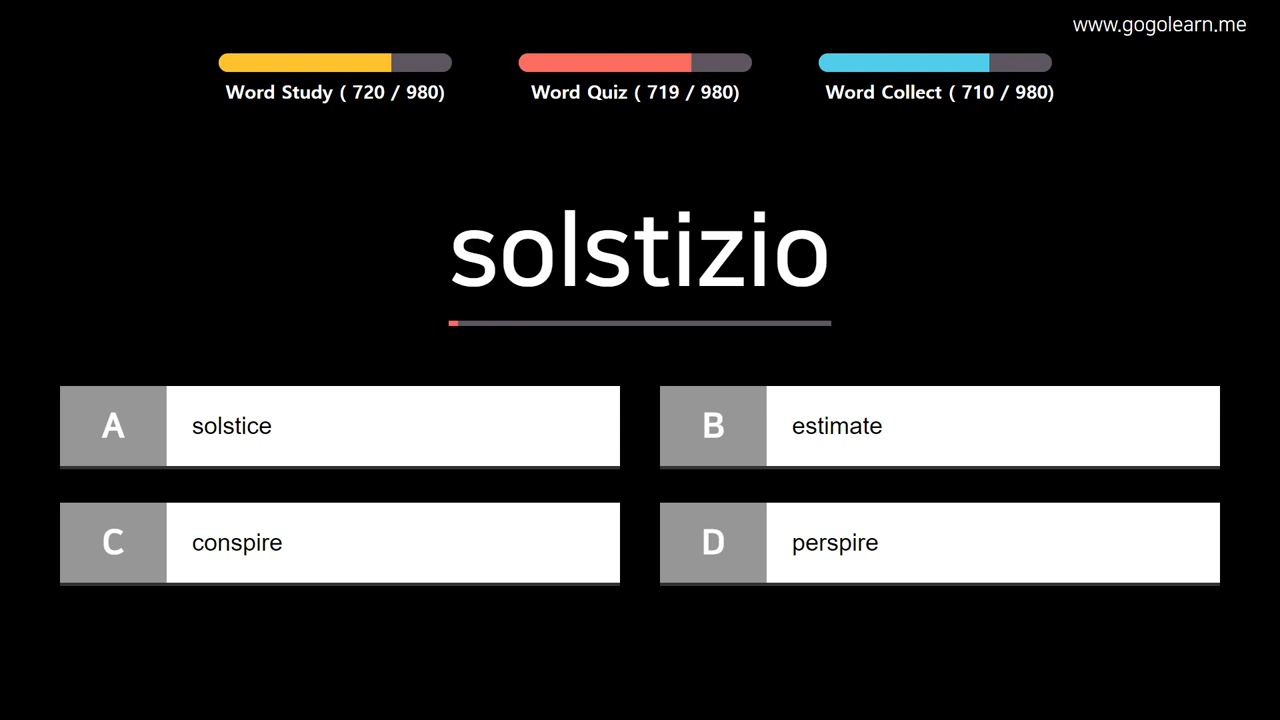 www.gogolearn.me
Word Study ( 720 / 980)
Word Quiz ( 719 / 980)
Word Collect ( 710 / 980)
solstizio
A solstice
B estimate
C conspire
D perspire